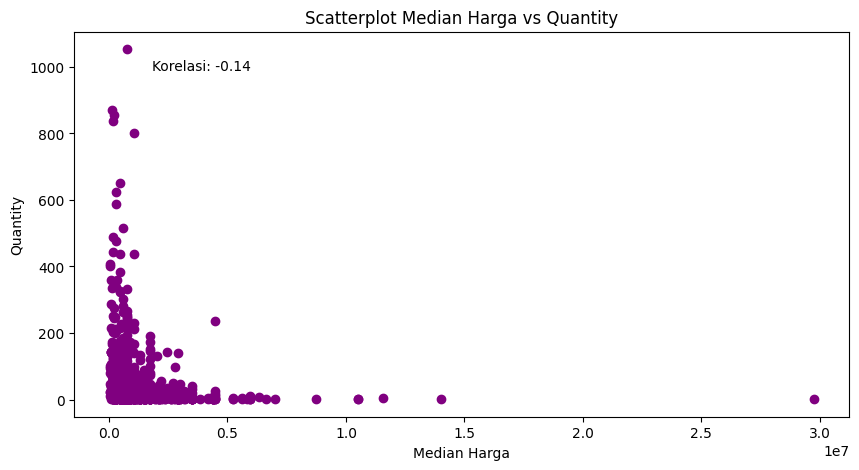 Scatterplot Median Harga vs Quantity
Korelasi: -0.14
Quantity
1000
800
600
400
200
0
0.0 0.5 1.0 1.5 2.0 2.5 3.0
1e7
Median Harga